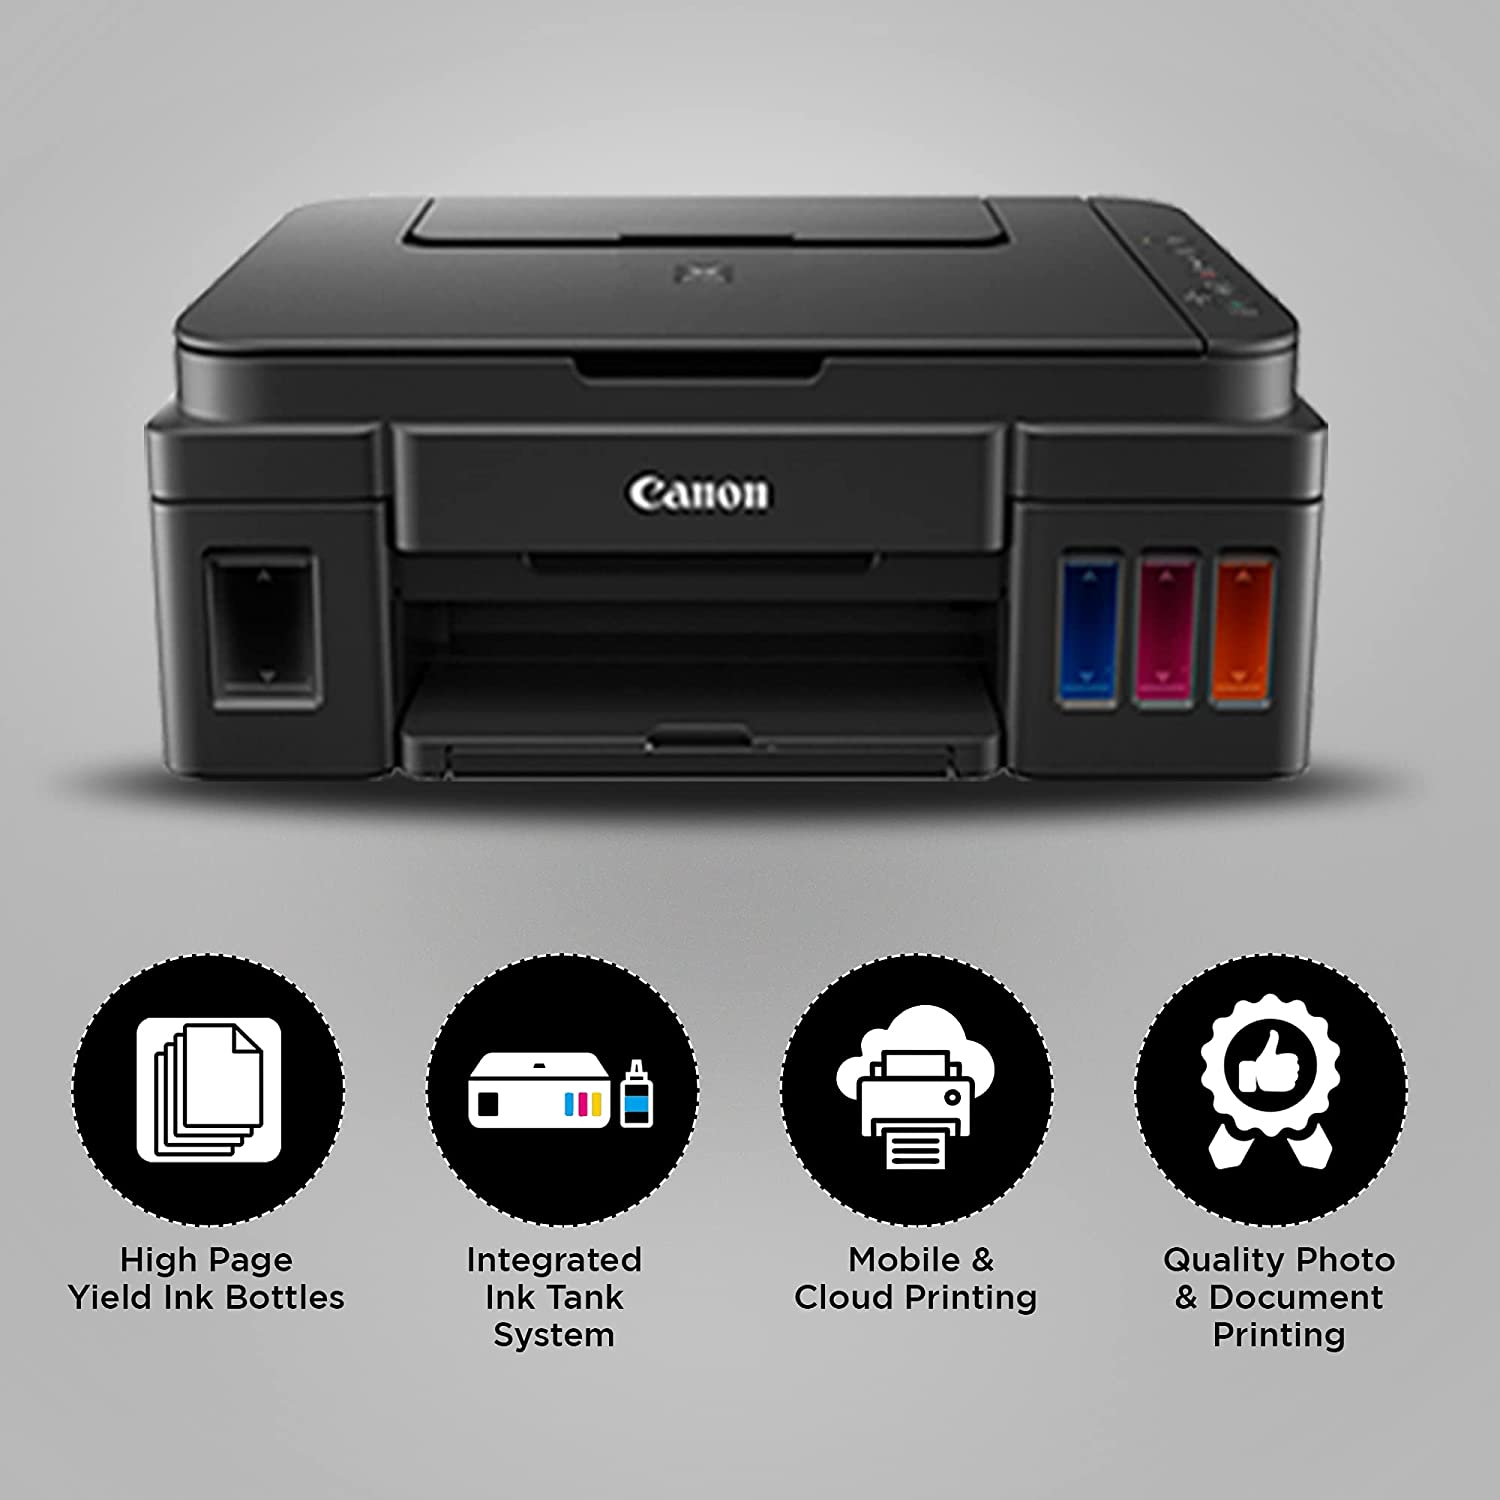 Canon
High Page
Yield Ink Bottles
Integrated
Ink Tank
System
Mobile &
Cloud Printing
Quality Photo
& Document
Printing